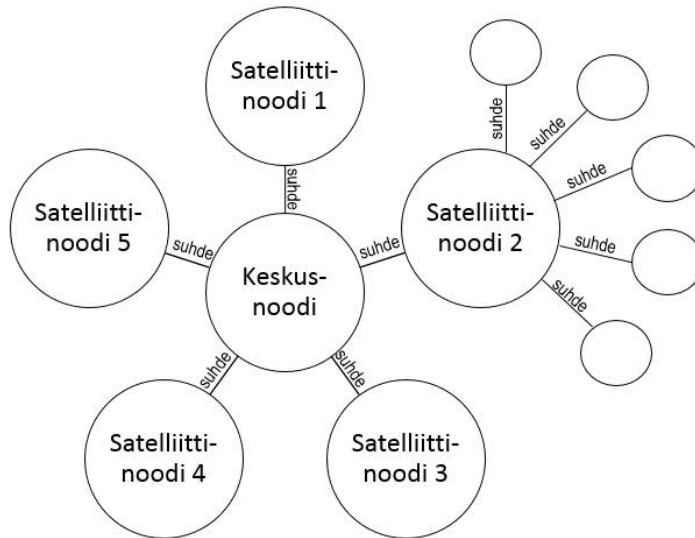 Satelliitti-
noodi 1
suhde
suhde
suhde
suhde
suhde
suhde
Satelliitti-
noodi 2
suhde
Satelliitti-
noodi 5
suhde
suhde
Keskus-
noodi
suhde
suhde
Satelliitti-
noodi 4
Satelliitti-
noodi 3